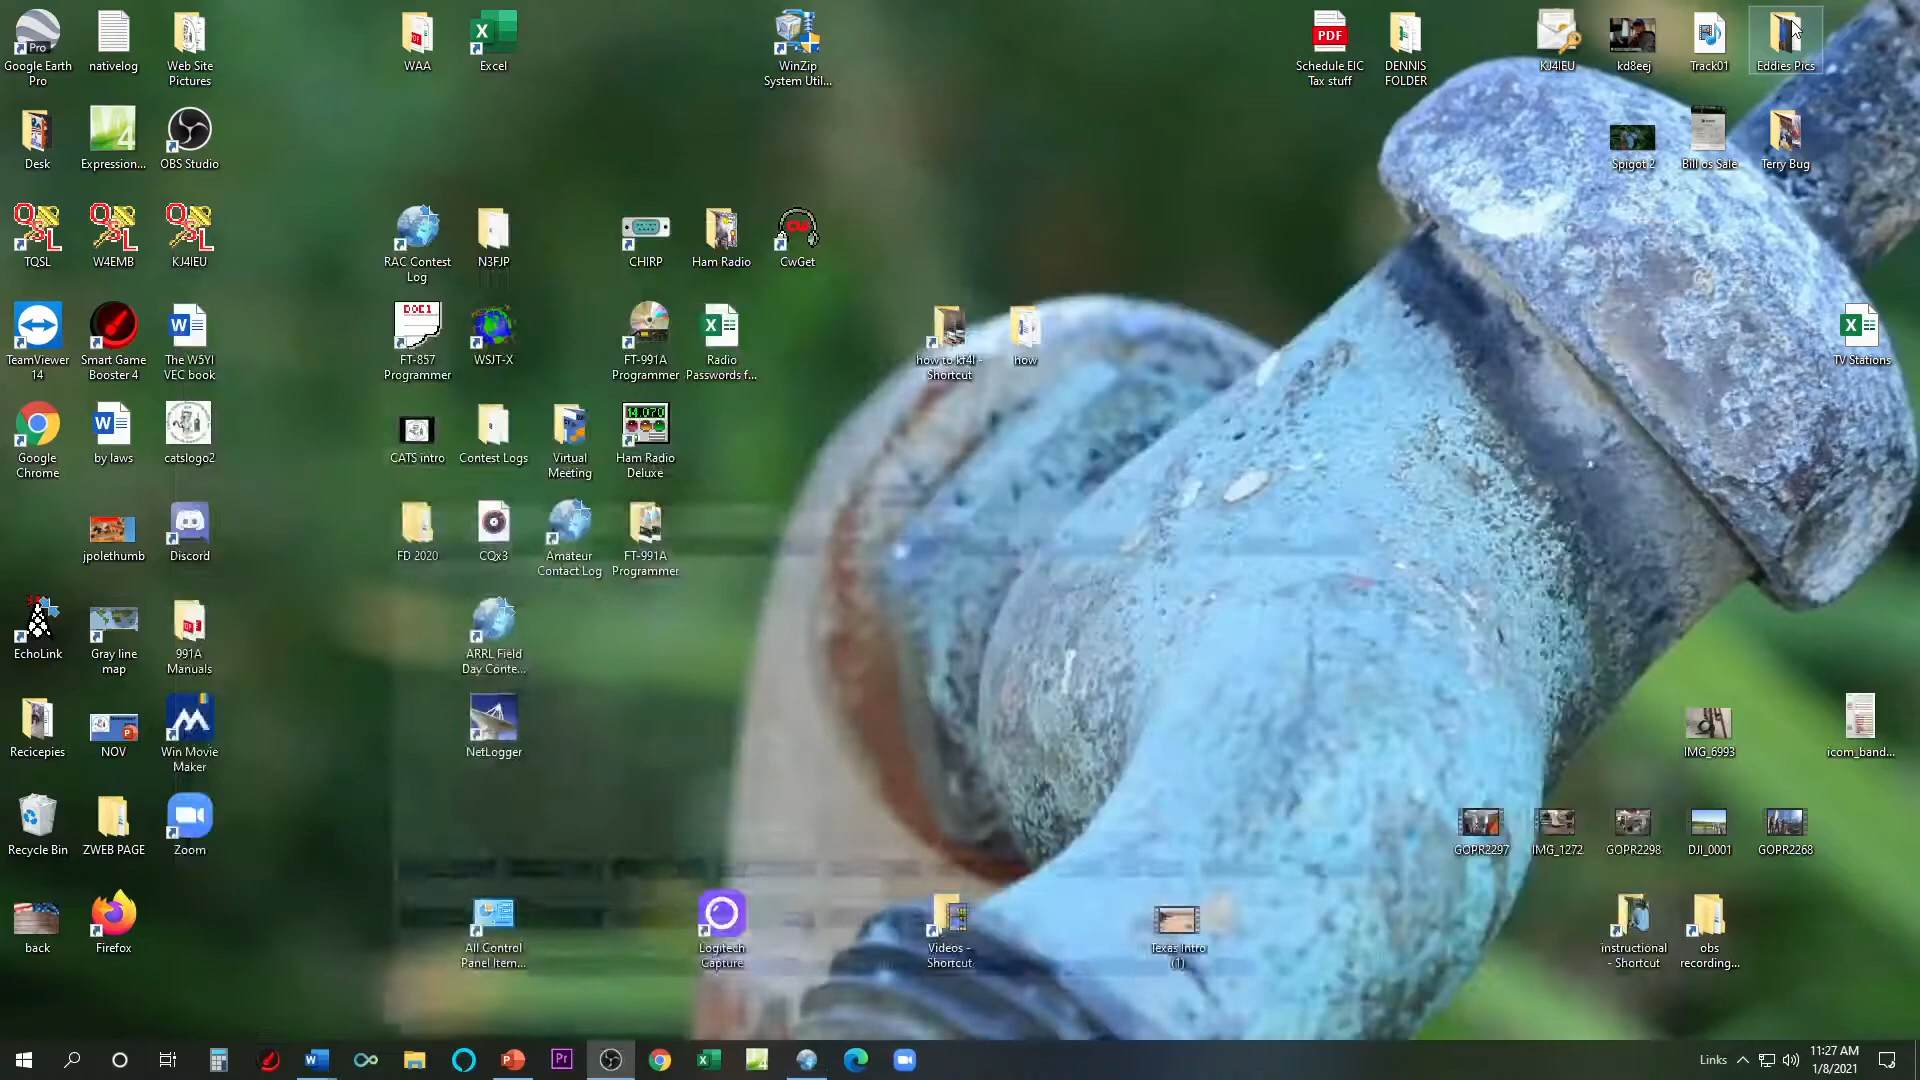 Google Earth
Pro
nativelog
Web Site
Pictures
WAA
Excel
WinZip
System Util...
Schedule EIC
Tax stuff
DENNIS
FOLDER
KJ4IEU
kd8eej
Track01
Eddies Pics
Desk
Expression...
OBS Studio
Spigot 2
Bill os Sale
Terry Bug
TQSL
W4EMB
KJ4IEU
RAC Contest
Log
N3FJP
CHIRP
Ham Radio
CwGet
TeamViewer
14
Smart Game
Booster 4
The W5YI
VEC book
FT-857
Programmer
WSJT-X
FT-991A
Programmer
Radio
Passwords f...
how to kf4l -
Shortcut
how
TV Stations
Google
Chrome
by laws
catslogo2
CATS intro
Contest Logs
Virtual
Meeting
14.070
Ham Radio
Deluxe
jpolethumb
Discord
FD 2020
CQx3
Amateur
Contact Log
FT-991A
Programmer
EchoLink
Gray line
map
991A
Manuals
ARRL Field
Day Conte...
Recicepies
NOV
Win Movie
Maker
NetLogger
IMG_6993
icom_band...
Recycle Bin
ZWEB PAGE
Zoom
GOPR2297
IMG_1272
GOPR2298
DJI_0001
GOPR2268
back
Firefox
All Control
Panel Item...
Logitech
Capture
Videos -
Shortcut
Texas Intro
(1)
instructional
- Shortcut
obs
recording...
Links
11:27 AM
1/8/2021